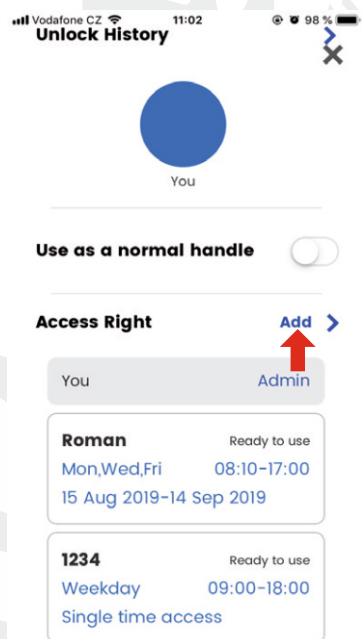 Vodafone CZ 11:02 98 %
Unlock History
You
Use as a normal handle
Access Right Add
You Admin
Roman Ready to use
Mon,Wed,Fri 08:10-17:00
15 Aug 2019-14 Sep 2019
1234 Ready to use
Weekday 09:00-18:00
Single time access